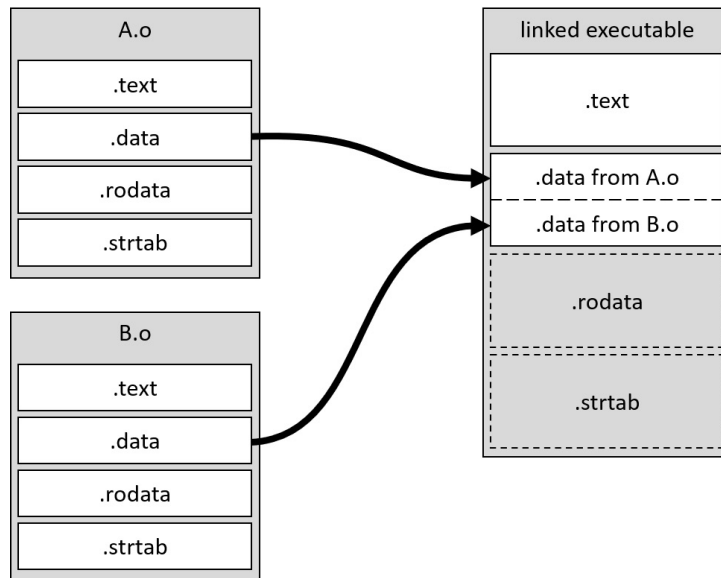 A.o
.text
.data
.rodata
.strtab
B.o
.text
.data
.rodata
.strtab
linked executable
.text
.data from A.o
.data from B.o
.rodata
.strtab